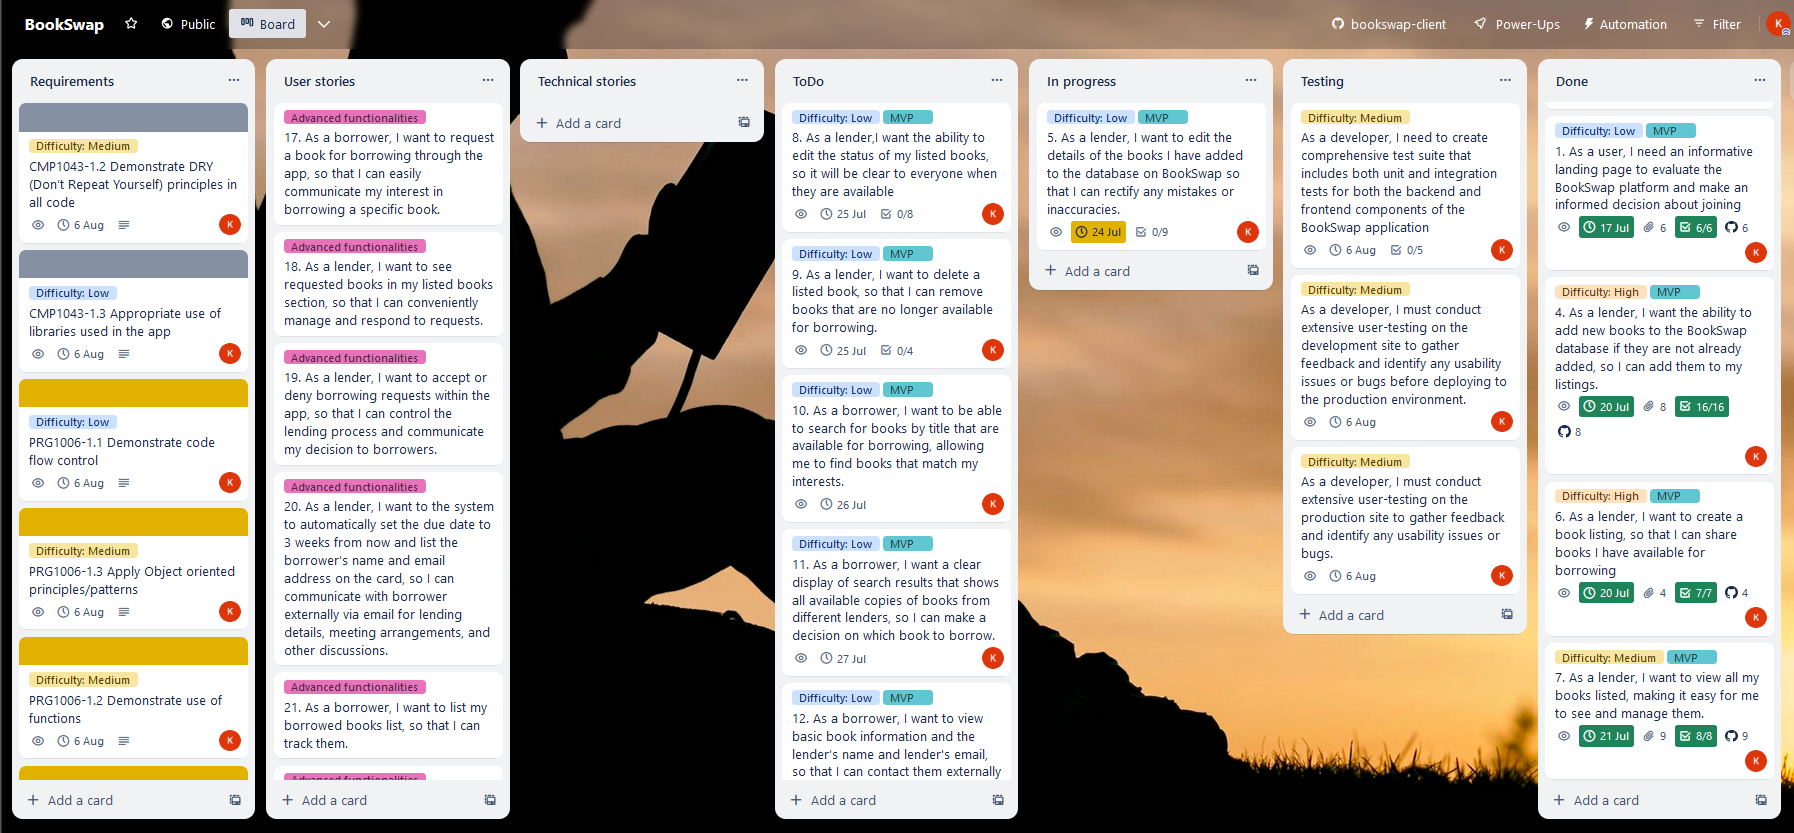 BookSwap
Public
Board
bookswap-client
Power-Ups
Automation
Filter
K
Requirements
Difficulty: Medium
CMP1043-1.2 Demonstrate DRY
(Don't Repeat Yourself) principles in
all code
6 Aug
K
Difficulty: Low
CMP1043-1.3 Appropriate use of
libraries used in the app
6 Aug
K
Difficulty: Low
PRG1006-1.1 Demonstrate code
flow control
6 Aug
K
Difficulty: Medium
PRG1006-1.3 Apply Object oriented
principles/patterns
6 Aug
K
Difficulty: Medium
PRG1006-1.2 Demonstrate use of
functions
6 Aug
K
Add a card
User stories
Advanced functionalities
17. As a borrower, I want to request
a book for borrowing through the
app, so that I can easily
communicate my interest in
borrowing a specific book.
Advanced functionalities
18. As a lender, I want to see
requested books in my listed books
section, so that I can conveniently
manage and respond to requests.
Advanced functionalities
19. As a lender, I want to accept or
deny borrowing requests within the
app, so that I can control the
lending process and communicate
my decision to borrowers.
Advanced functionalities
20. As a lender, I want to the system
to automatically set the due date to
3 weeks from now and list the
borrower's name and email
address on the card, so I can
communicate with borrower
externally via email for lending
details, meeting arrangements, and
other discussions.
Advanced functionalities
21. As a borrower, I want to list my
borrowed books list, so that I can
track them.
Advanced functionalities
Add a card
Technical stories
Add a card
ToDo
Difficulty: Low MVP
8. As a lender,I want the ability to
edit the status of my listed books,
so it will be clear to everyone when
they are available
25 Jul 0/8
K
Difficulty: Low MVP
9. As a lender, I want to delete a
listed book, so that I can remove
books that are no longer available
for borrowing.
25 Jul 0/4
K
Difficulty: Low MVP
10. As a borrower, I want to be able
to search for books by title that are
available for borrowing, allowing
me to find books that match my
interests.
26 Jul
K
Difficulty: Low MVP
11. As a borrower, I want a clear
display of search results that shows
all available copies of books from
different lenders, so I can make a
decision on which book to borrow.
27 Jul
K
Difficulty: Low MVP
12. As a borrower, I want to view
basic book information and the
lender's name and lender's email,
so that I can contact them externally
Add a card
In progress
Difficulty: Low MVP
5. As a lender, I want to edit the
details of the books I have added
to the database on BookSwap so
that I can rectify any mistakes or
inaccuracies.
24 Jul 0/9
K
Add a card
Testing
Difficulty: Medium
As a developer, I need to create
comprehensive test suite that
includes both unit and integration
tests for both the backend and
frontend components of the
BookSwap application
6 Aug 0/5
K
Difficulty: Medium
As a developer, I must conduct
extensive user-testing on the
development site to gather
feedback and identify any usability
issues or bugs before deploying to
the production environment.
6 Aug
K
Difficulty: Medium
As a developer, I must conduct
extensive user-testing on the
production site to gather feedback
and identify any usability issues or
bugs.
6 Aug
K
Add a card
Done
Difficulty: Low MVP
1. As a user, I need an informative
landing page to evaluate the
BookSwap platform and make an
informed decision about joining
17 Jul 6 6/6 6
K
Difficulty: High MVP
4. As a lender, I want the ability to
add new books to the BookSwap
database if they are not already
added, so I can add them to my
listings.
20 Jul 8 16/16
8
K
Difficulty: High MVP
6. As a lender, I want to create a
book listing, so that I can share
books I have available for
borrowing
20 Jul 4 7/7 4
K
Difficulty: Medium MVP
7. As a lender, I want to view all my
books listed, making it easy for me
to see and manage them.
21 Jul 9 8/8 9
K
Add a card